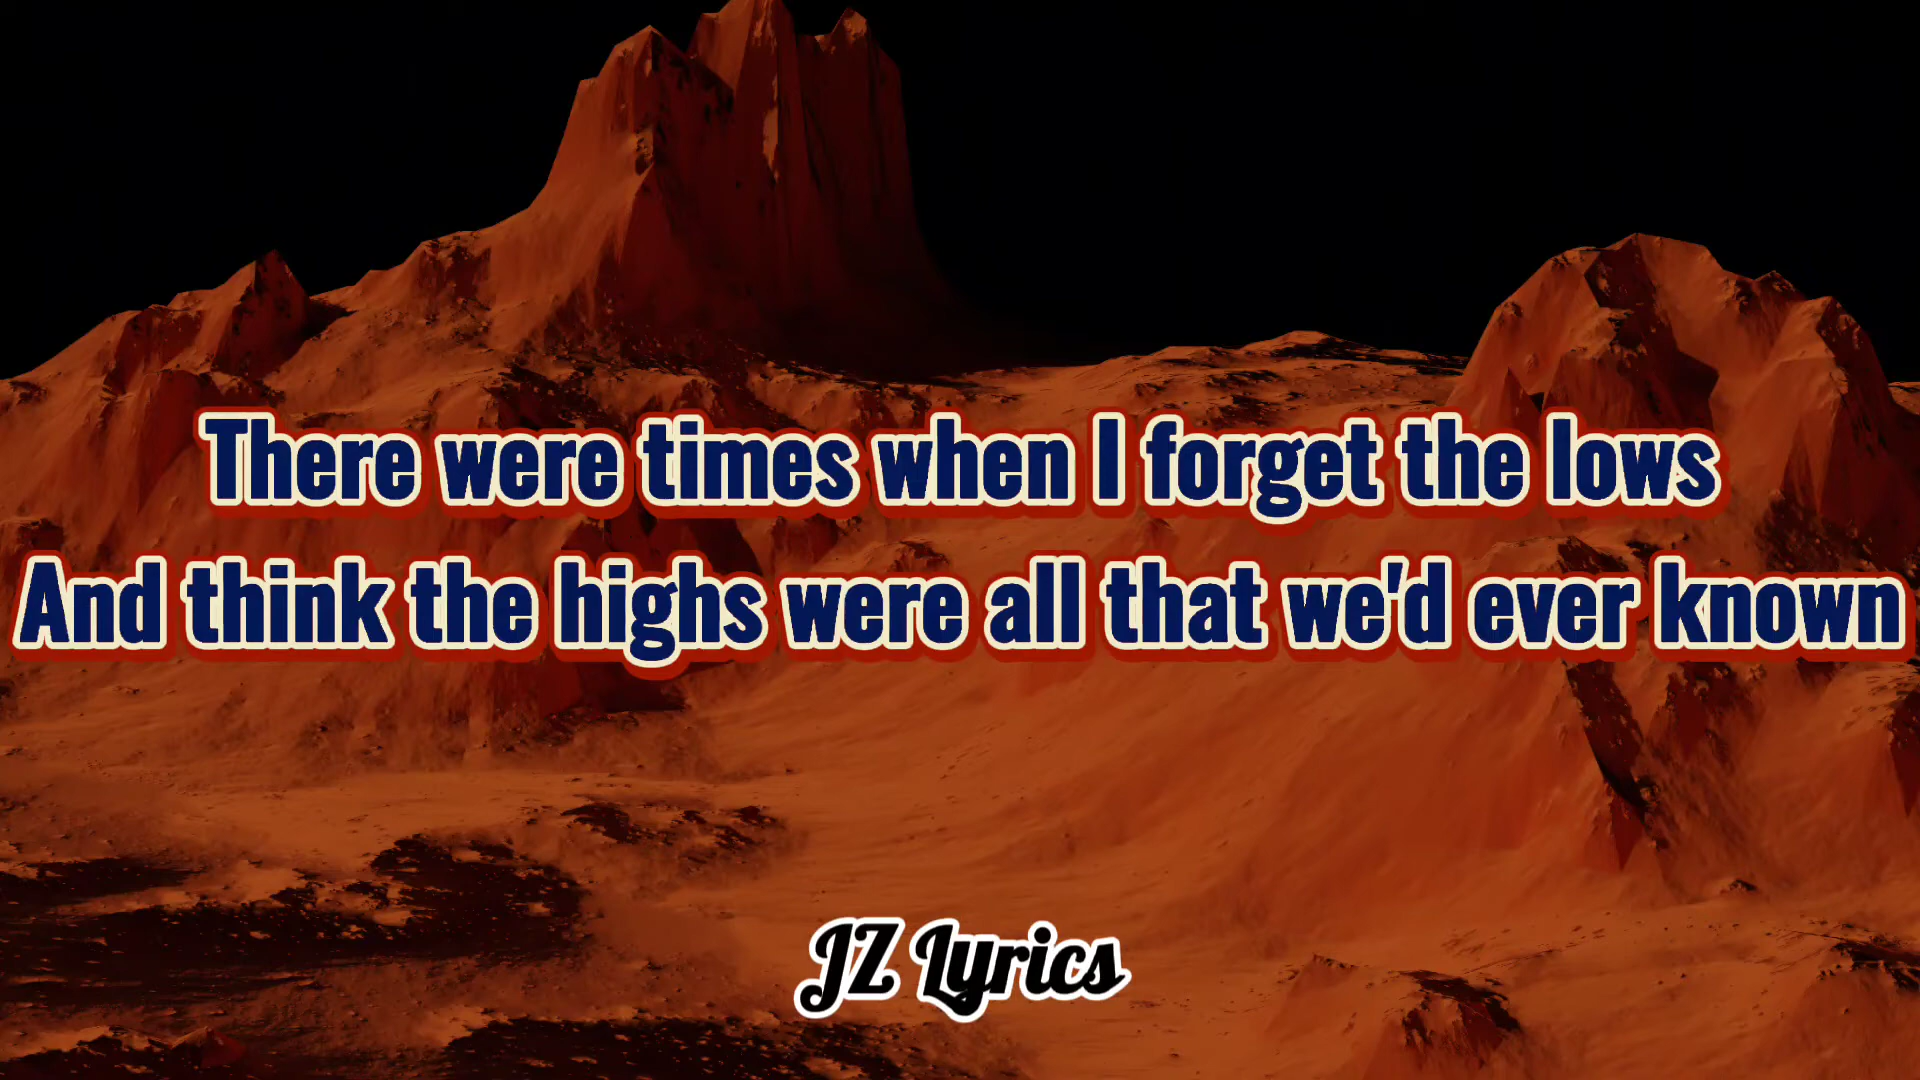 There were times when I forget the lows
And think the highs were all that we'd ever known
JZ Lyrics